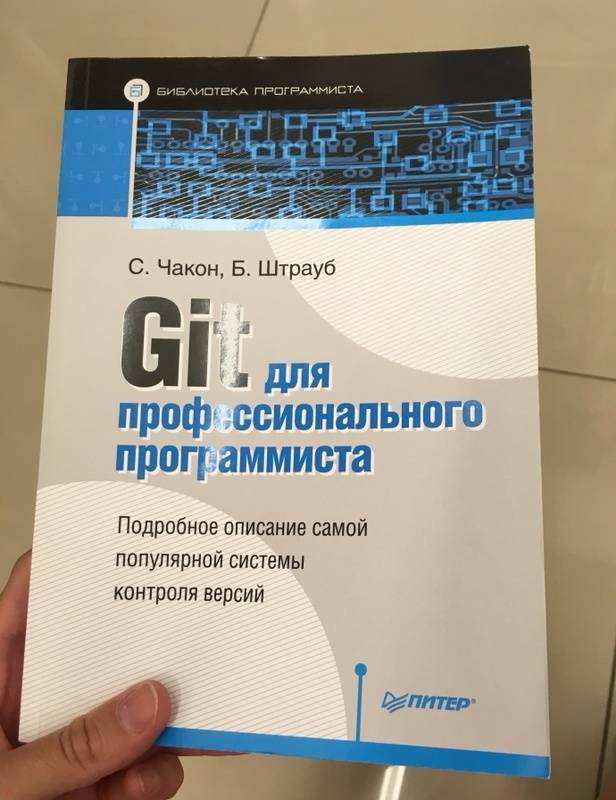 БИБЛИОТЕКА ПРОГРАММИСТА
С. Чакон, Б. Штрауб
Git для
профессионального
программиста
Подробное описание самой
популярной системы
контроля версий
ПИТЕР®